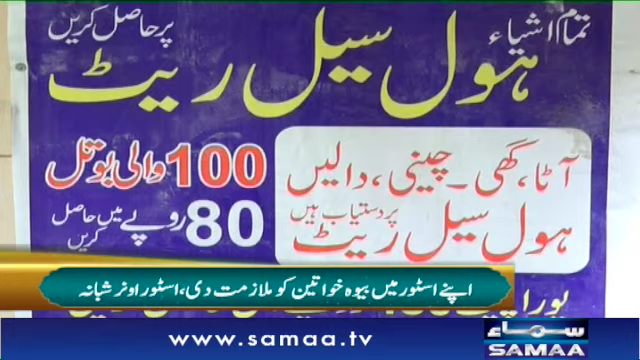 تمام اشیاء
ہول سیل ریٹ
پر حاصل کریں
آٹا، گھی ۔ چینی، دالیں
ہول سیل ریٹ پر دستیاب ہیں
100 والی بوتل
80 روپے میں حاصل کریں
اپنے اسٹور میں بیوہ خواتین کو ملازمت دی، اسٹور اونر شبانہ
www.samaa.tv
سماء
SAMAA